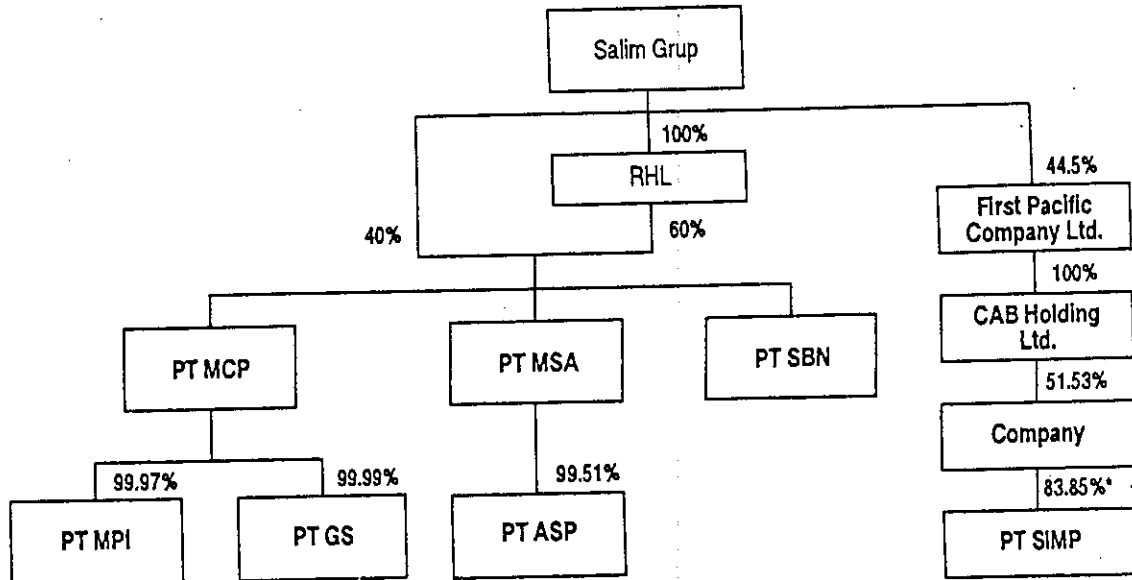 Salim Grup
100%
RHL
44.5%
First Pacific
Company Ltd.
40%
60%
100%
CAB Holding
Ltd.
PT MCP
PT MSA
PT SBN
51.53%
Company
99.97%
99.99%
99.51%
83.85%*
PT MPI
PT GS
PT ASP
PT SIMP